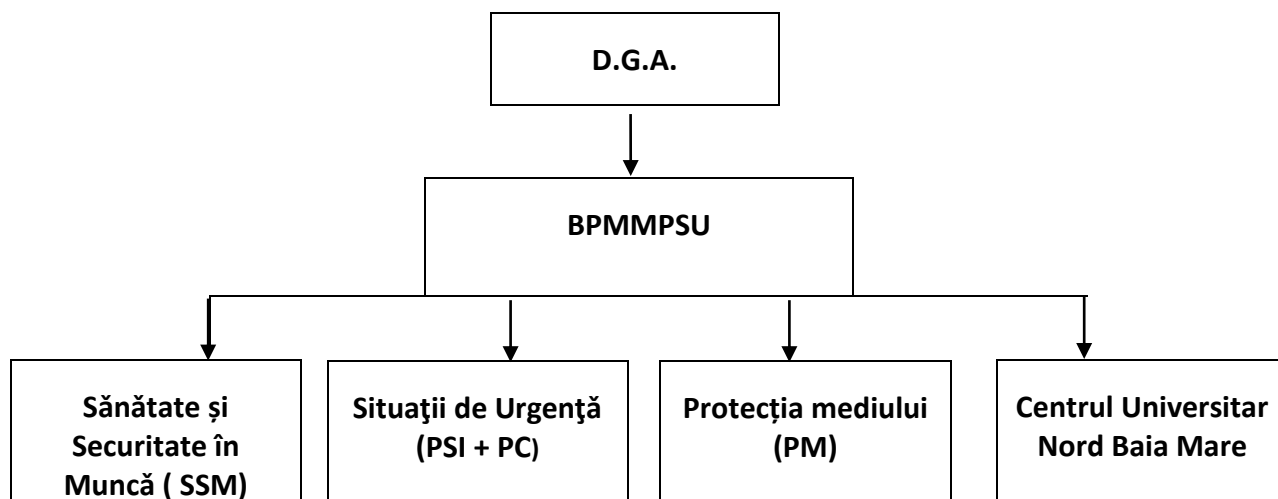 D.G.A.
BPMMPSU
Sănătate și
Securitate în
Muncă ( SSM)
Situaţii de Urgenţă
(PSI + PC)
Protecția mediului
(PM)
Centrul Universitar
Nord Baia Mare